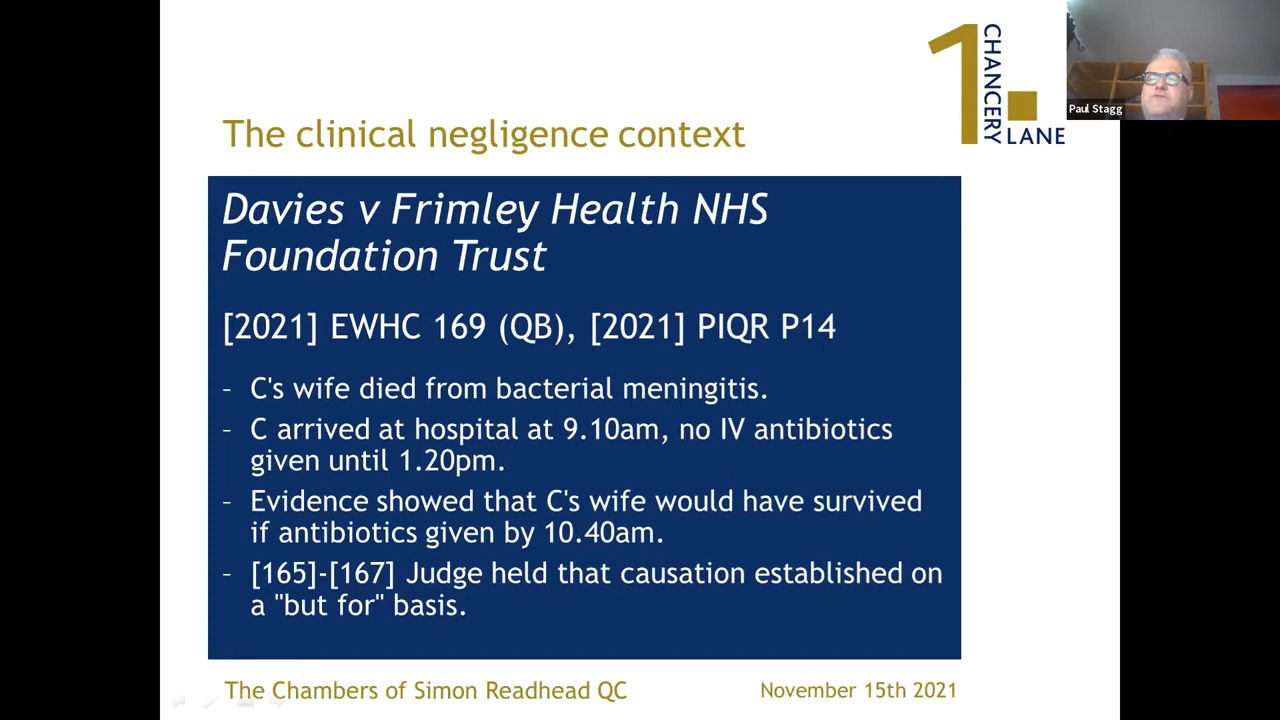 1 CHANCERY LANE
Paul Stagg
The clinical negligence context
Davies v Frimley Health NHS
Foundation Trust
[2021] EWHC 169 (QB), [2021] PIQR P14
– C's wife died from bacterial meningitis.
– C arrived at hospital at 9.10am, no IV antibiotics
given until 1.20pm.
– Evidence showed that C's wife would have survived
if antibiotics given by 10.40am.
– [165]-[167] Judge held that causation established on
a "but for" basis.
The Chambers of Simon Readhead QC
November 15th 2021